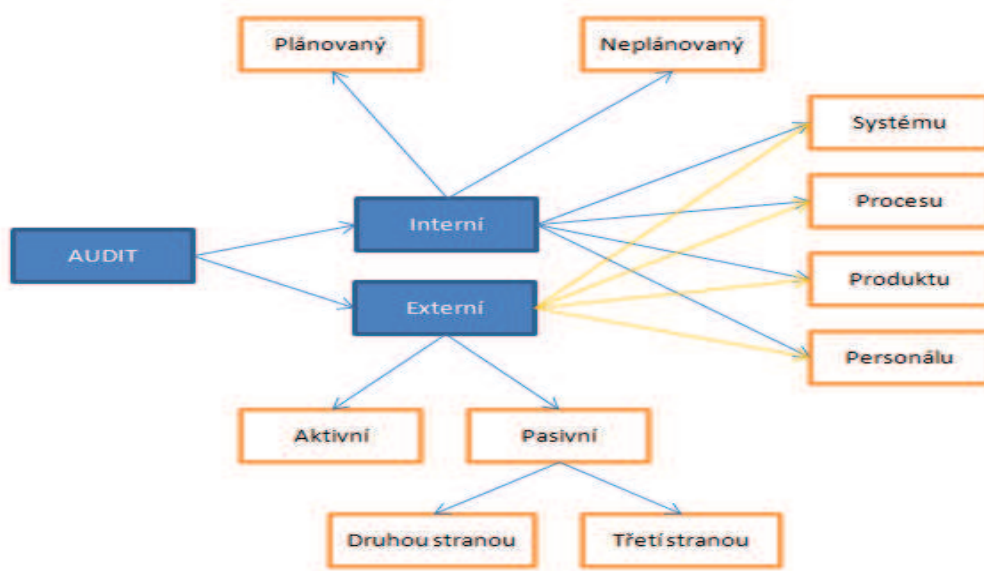 Plánovaný
Neplánovaný
Systému
Procesu
Interní
AUDIT
Produktu
Externí
Personálu
Aktivní
Pasivní
Druhou stranou
Třetí stranou